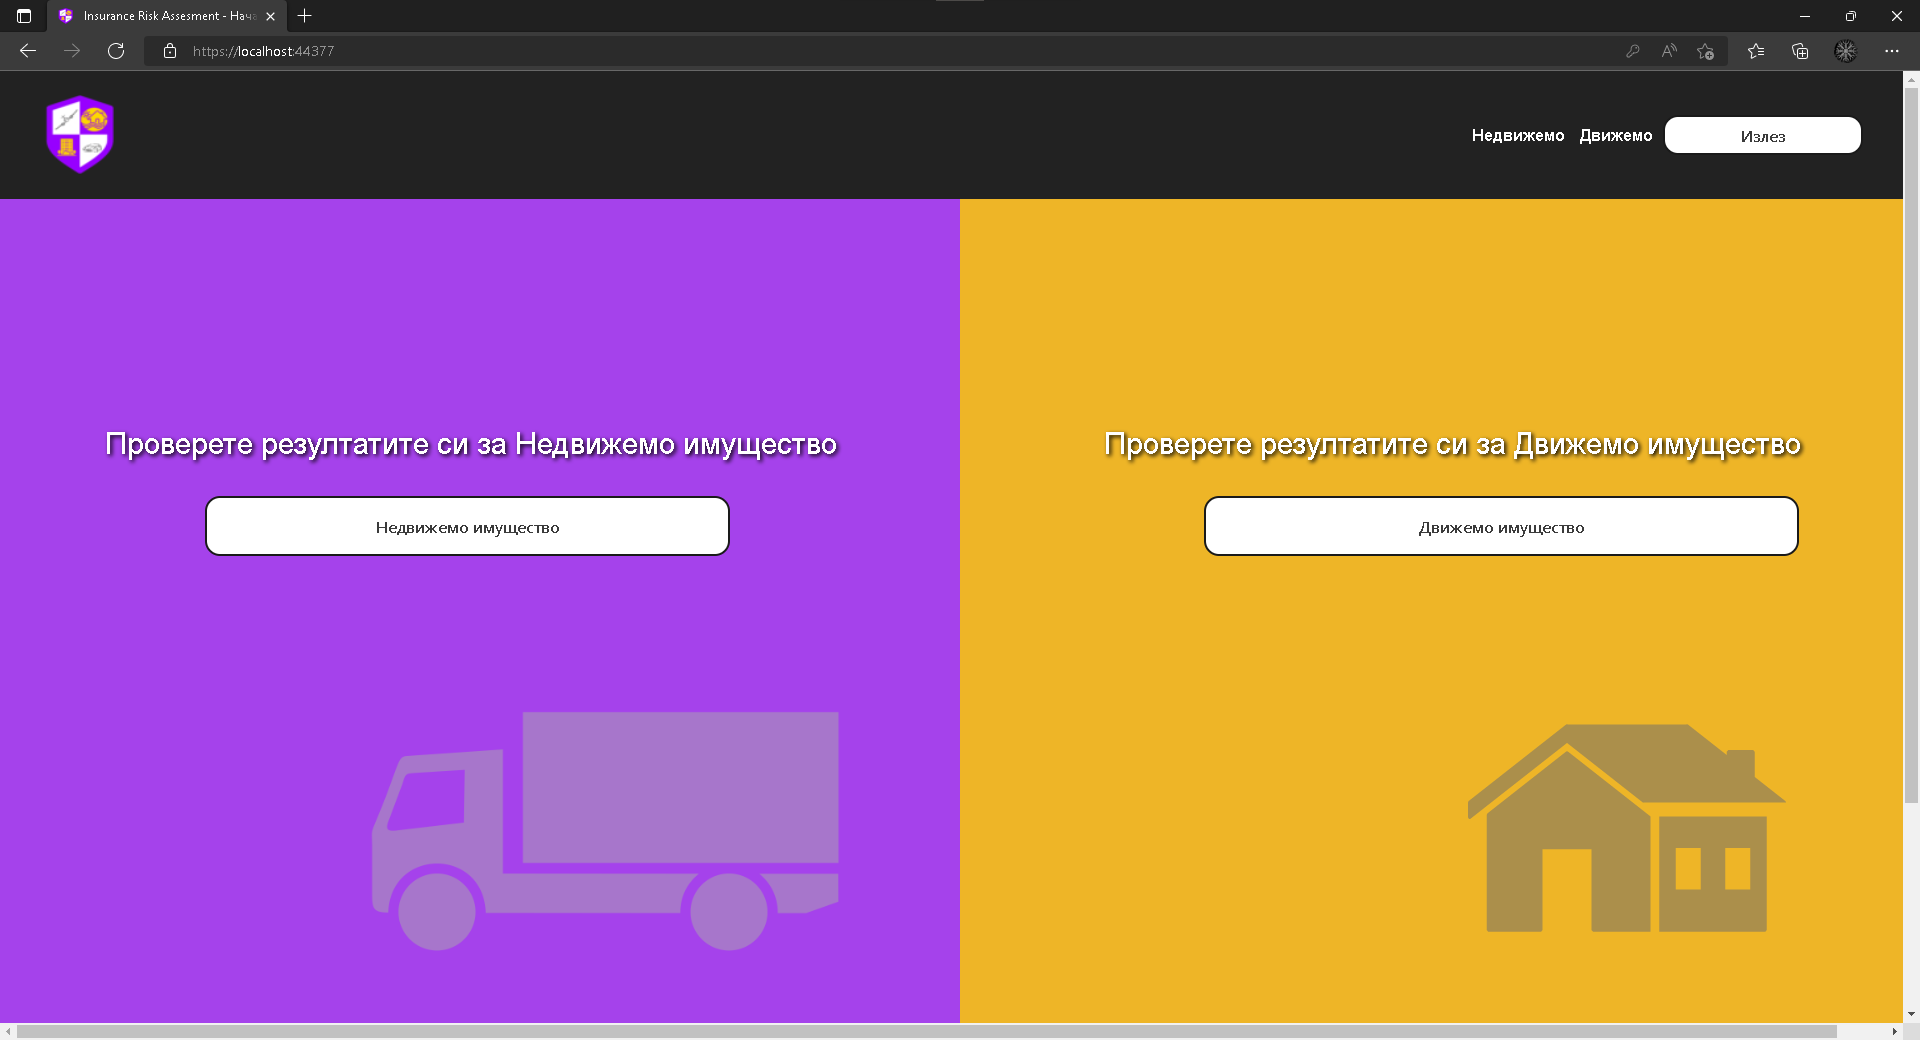 Insurance Risk Assesment - Нача
https://localhost:44377
Недвижемо Движемо Излез
Проверете резултатите си за Недвижемо имущество
Недвижемо имущество
Проверете резултатите си за Движемо имущество
Движемо имущество